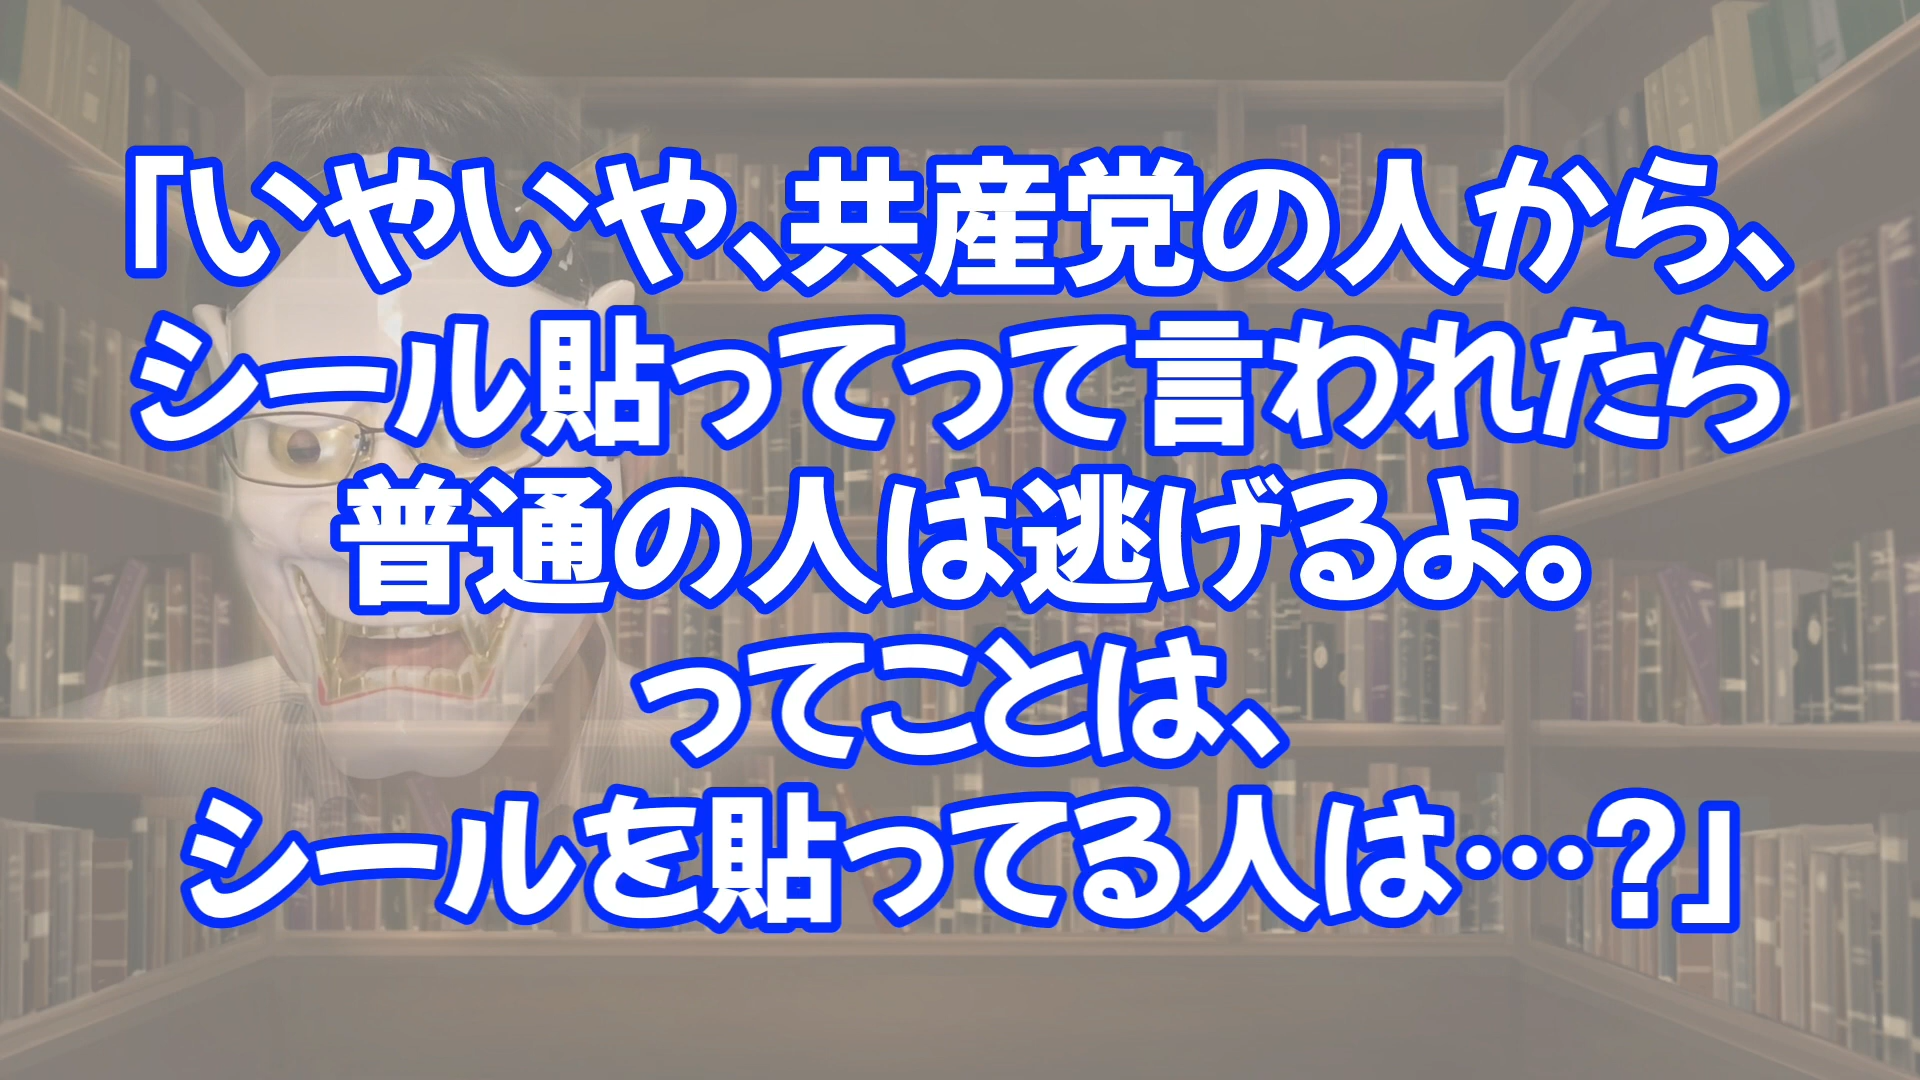 「いやいや、共産党の人から、
シール貼ってって言われたら
普通の人は逃げるよ。
ってことは、
シールを貼ってる人は…?」